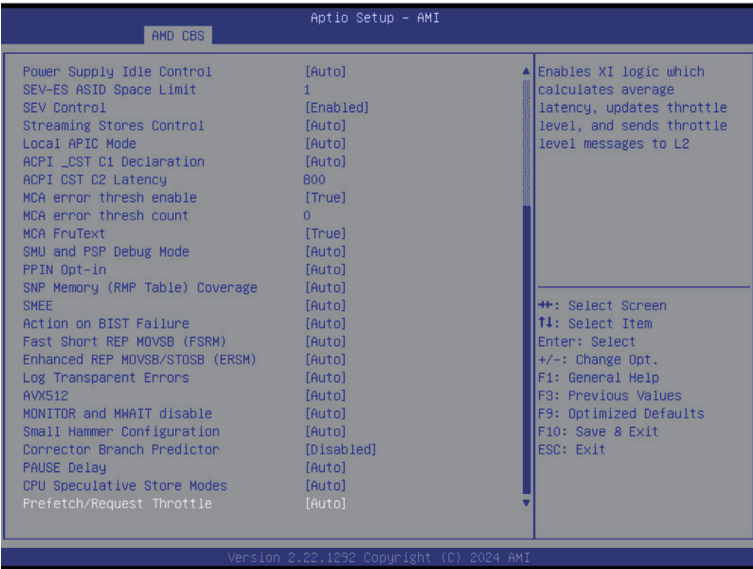 Aptio Setup - AMI
AMD CBS
Power Supply Idle Control [Auto]
SEV-ES ASID Space Limit 1
SEV Control [Enabled]
Streaming Stores Control [Auto]
Local APIC Mode [Auto]
ACPI _CST C1 Declaration [Auto]
ACPI CST C2 Latency 800
MCA error thresh enable [True]
MCA error thresh count 0
MCA FruText [True]
SMU and PSP Debug Mode [Auto]
PPIN Opt-in [Auto]
SNP Memory (RMP Table) Coverage [Auto]
SMEE [Auto]
Action on BIST Failure [Auto]
Fast Short REP MOVSB (FSRM) [Auto]
Enhanced REP MOVSB/STOSB (ERSM) [Auto]
Log Transparent Errors [Auto]
AVX512 [Auto]
MONITOR and MWAIT disable [Auto]
Small Hammer Configuration [Auto]
Corrector Branch Predictor [Disabled]
PAUSE Delay [Auto]
CPU Speculative Store Modes [Auto]
Prefetch/Request Throttle [Auto]
Enables XI logic which
calculates average
latency, updates throttle
level, and sends throttle
level messages to L2
→←: Select Screen
↑↓: Select Item
Enter: Select
+/-: Change Opt.
F1: General Help
F3: Previous Values
F9: Optimized Defaults
F10: Save & Exit
ESC: Exit
Version 2.22.1292 Copyright (C) 2024 AMI